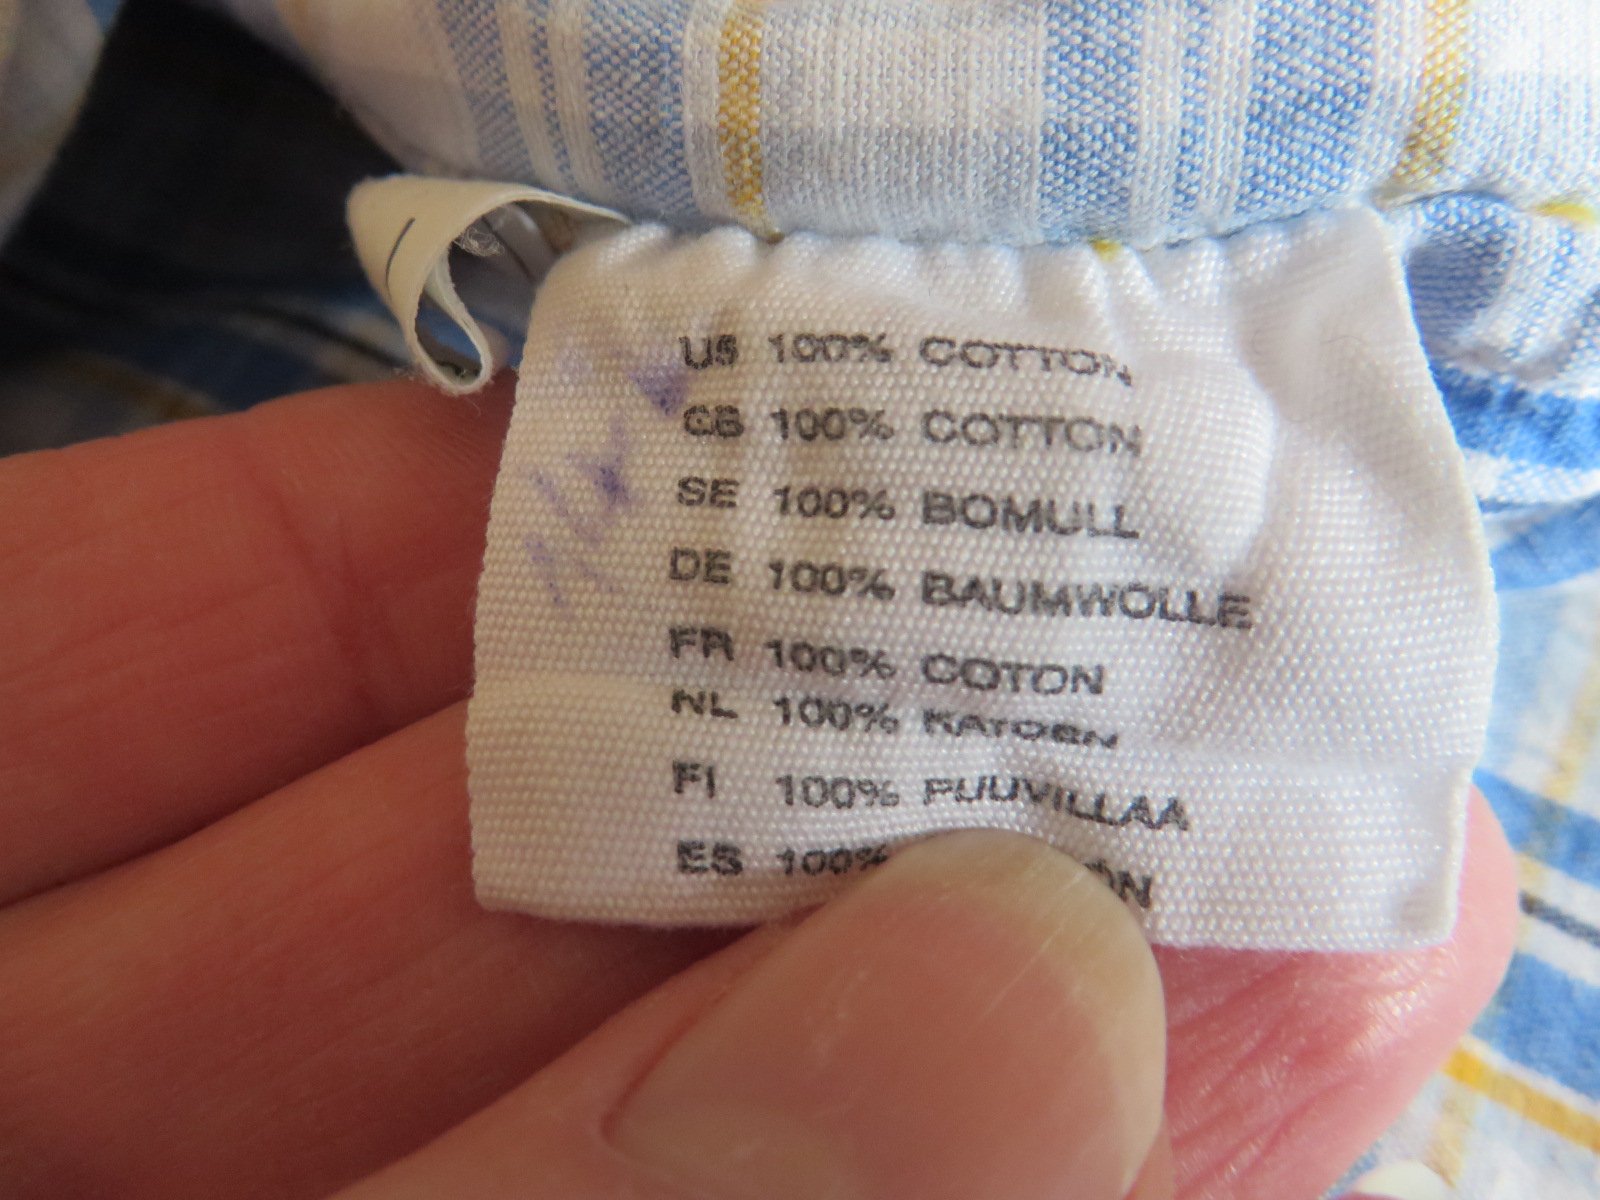 US 100% COTTON
GB 100% COTTON
SE 100% BOMULL
DE 100% BAUMWOLLE
FR 100% COTON
NL 100% KATOEN
FI 100% PUUVILLAA
ES 100%